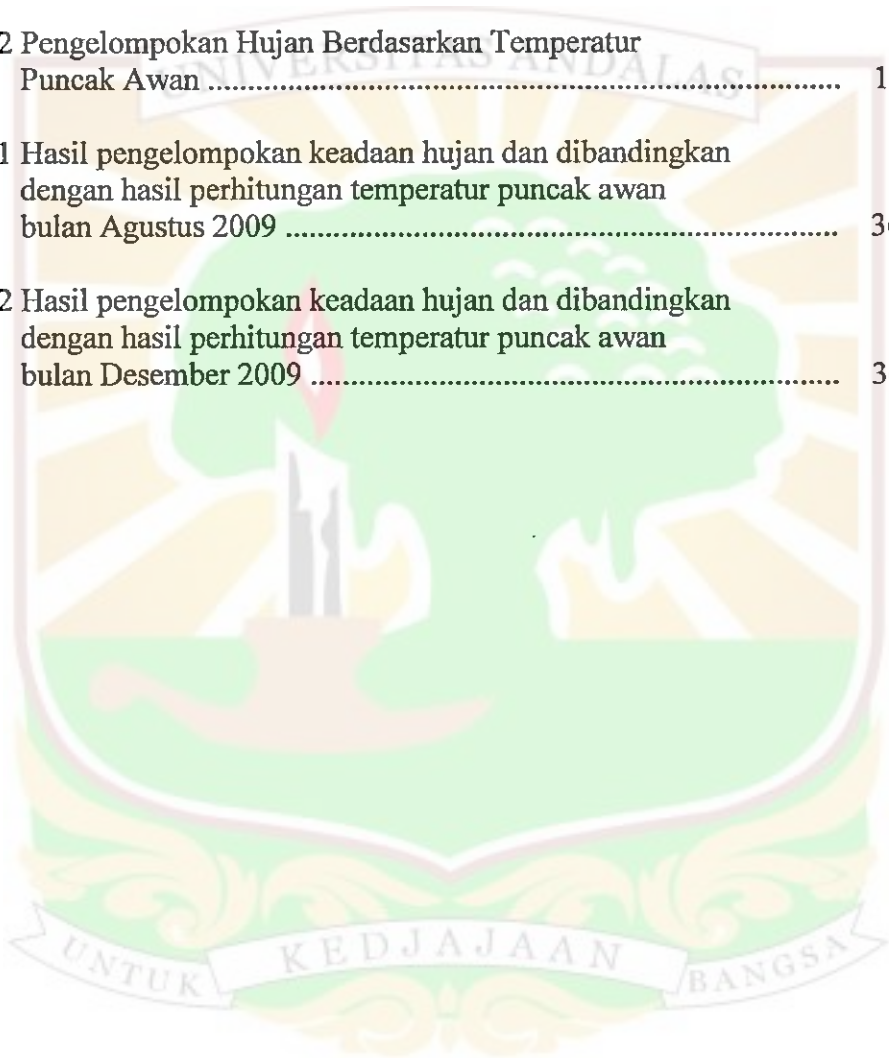 2 Pengelompokan Hujan Berdasarkan Temperatur
Puncak Awan ........................................................................ 1
1 Hasil pengelompokan keadaan hujan dan dibandingkan
dengan hasil perhitungan temperatur puncak awan
bulan Agustus 2009 ............................................................... 3
2 Hasil pengelompokan keadaan hujan dan dibandingkan
dengan hasil perhitungan temperatur puncak awan
bulan Desember 2009 ............................................................ 3
UNIVERSITAS ANDALAS
UNTUK KEDJAJAAN BANGSA